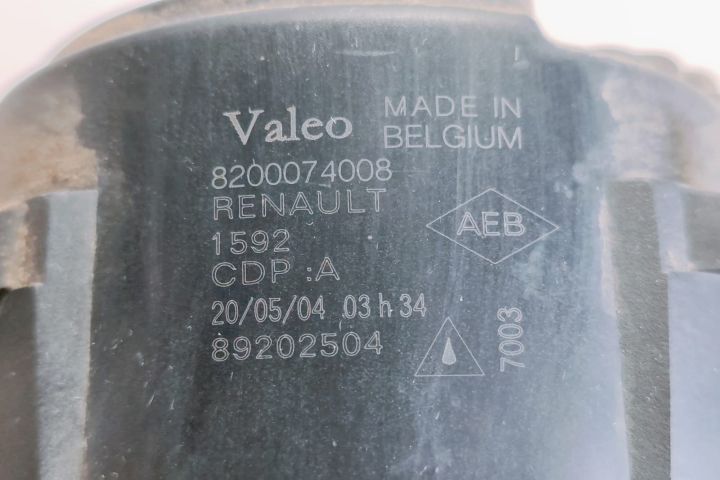 Valeo
MADE IN
BELGIUM
8200074008
RENAULT
AEB
1592
CDP :A
20/05/04 03 h 34
89202504
7003